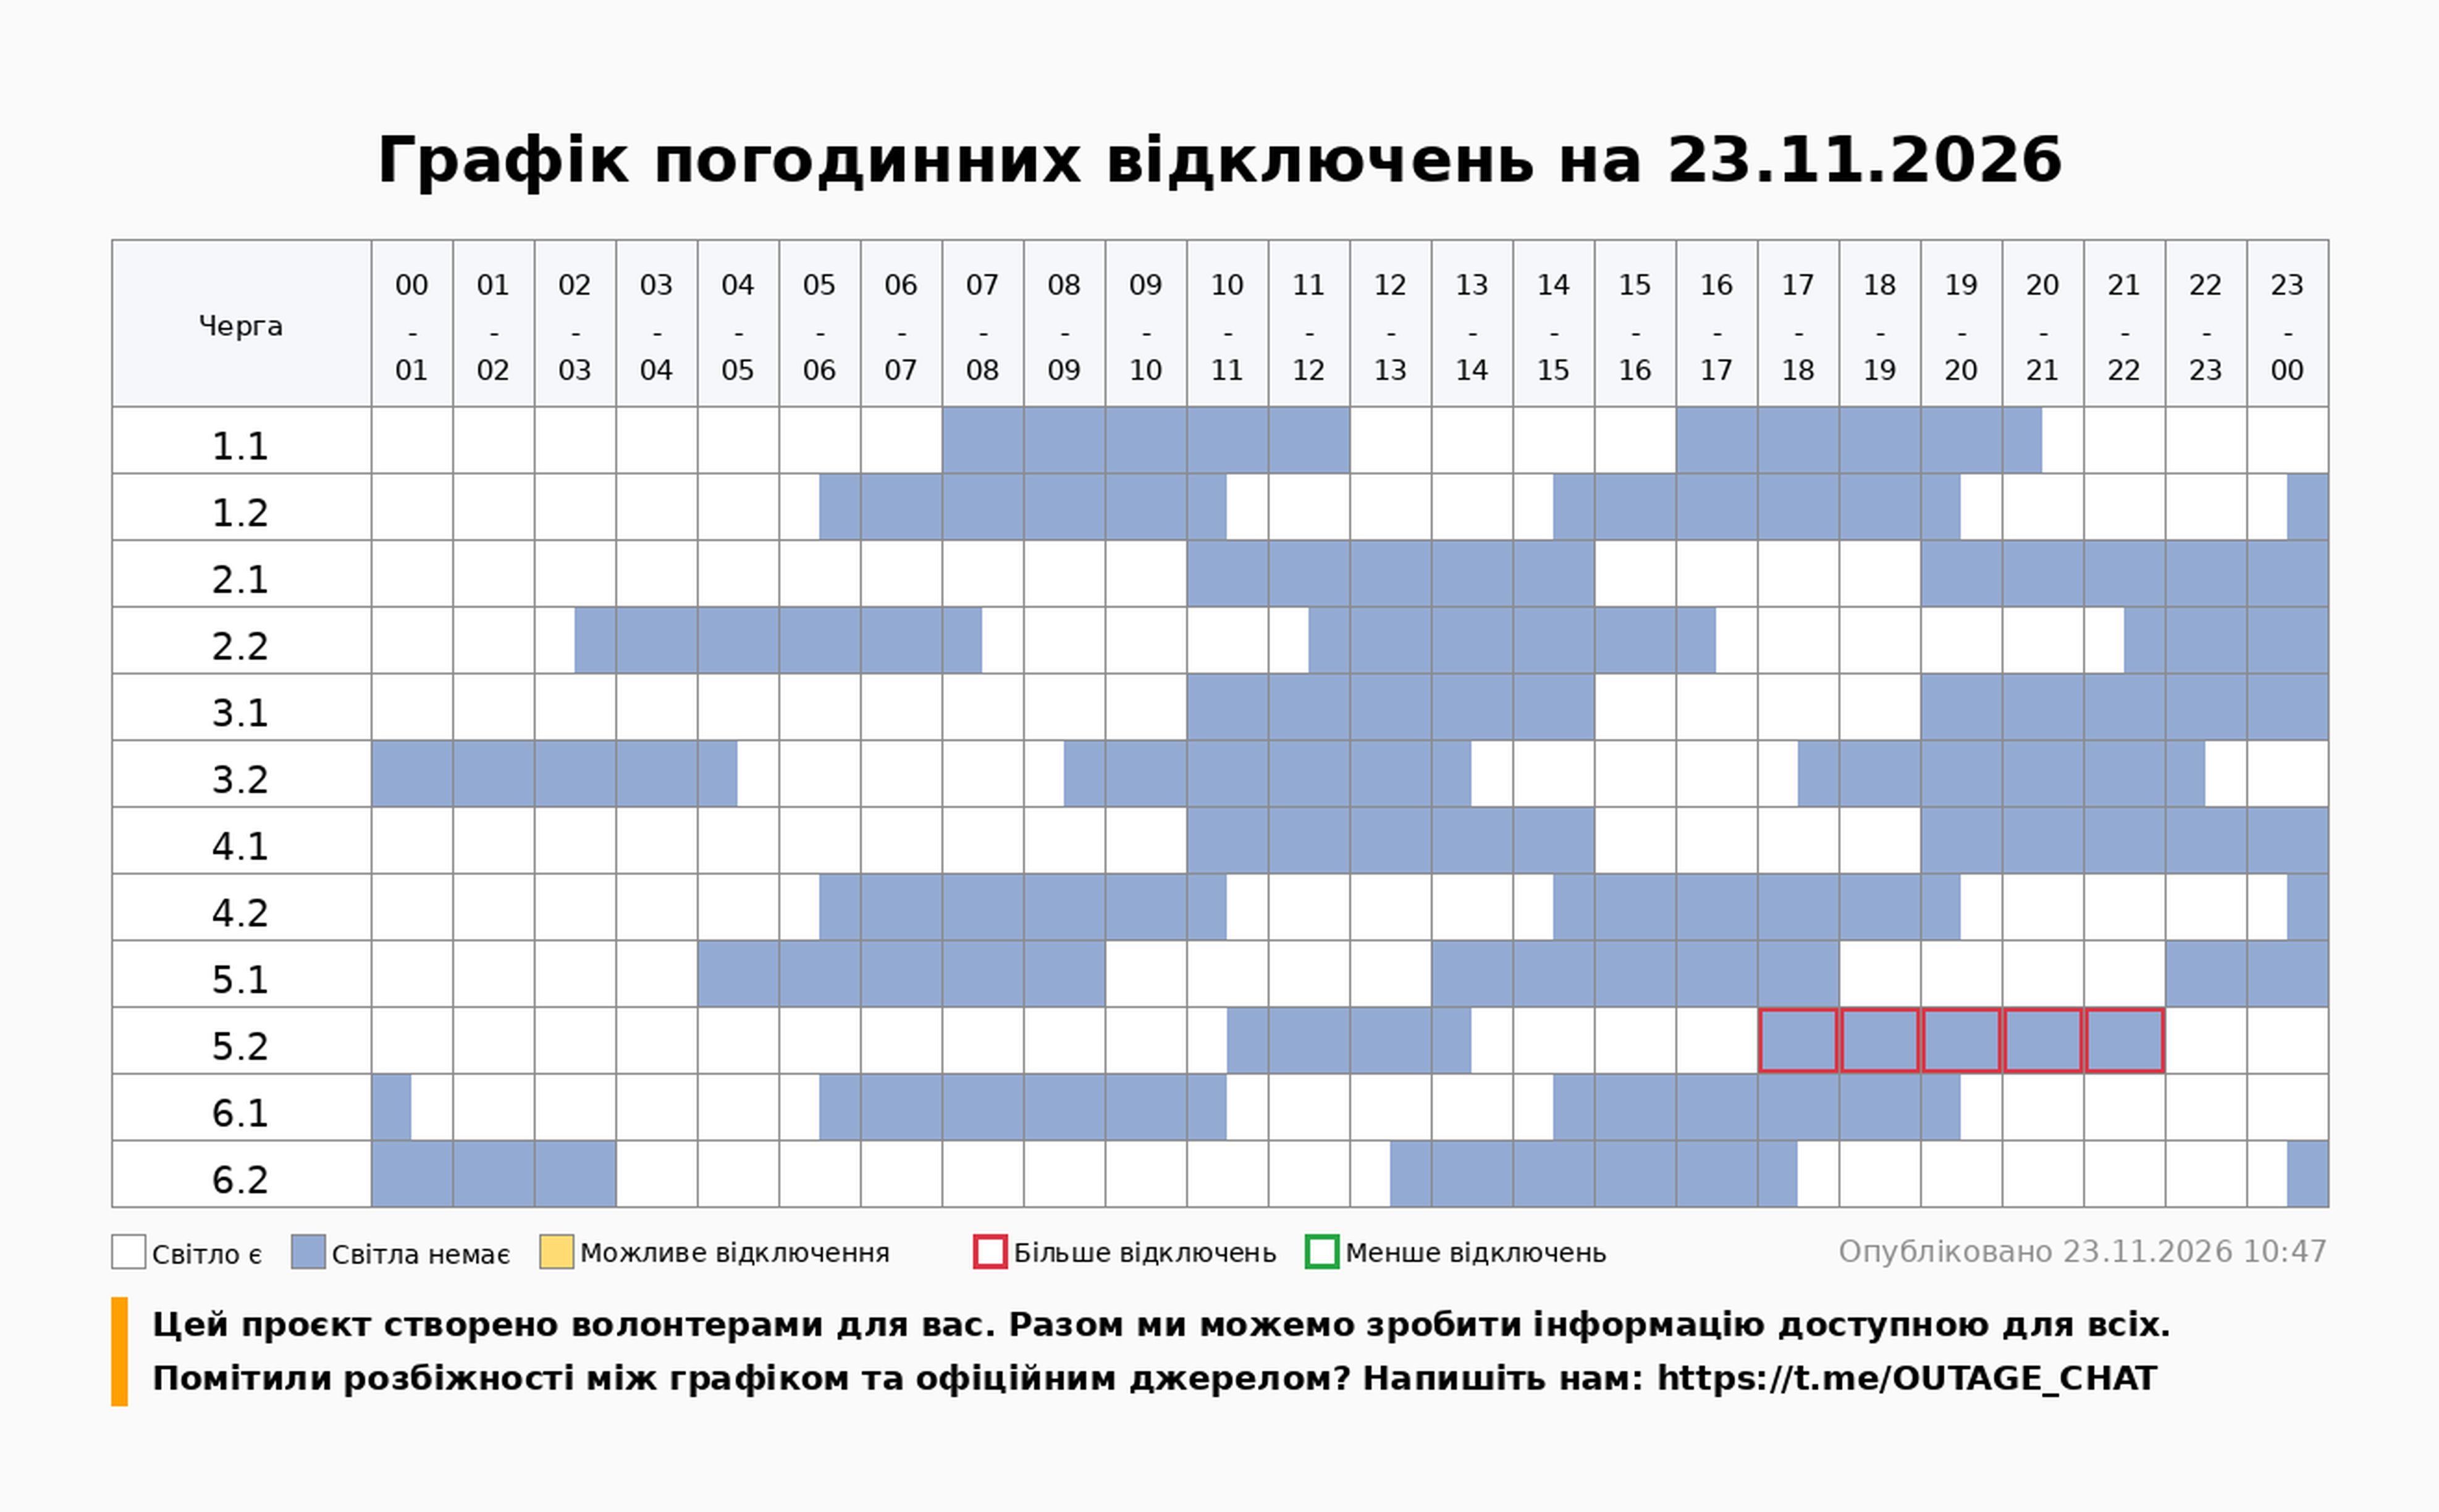 Графік погодинних відключень на 23.11.2026
Черга
00 - 01
01 - 02
02 - 03
03 - 04
04 - 05
05 - 06
06 - 07
07 - 08
08 - 09
09 - 10
10 - 11
11 - 12
12 - 13
13 - 14
14 - 15
15 - 16
16 - 17
17 - 18
18 - 19
19 - 20
20 - 21
21 - 22
22 - 23
23 - 00
1.1
1.2
2.1
2.2
3.1
3.2
4.1
4.2
5.1
5.2
6.1
6.2
Світло є
Світла немає
Можливе відключення
Більше відключень
Менше відключень
Опубліковано 23.11.2026 10:47
Цей проєкт створено волонтерами для вас. Разом ми можемо зробити інформацію доступною для всіх.
Помітили розбіжності між графіком та офіційним джерелом? Напишіть нам: https://t.me/OUTAGE_CHAT